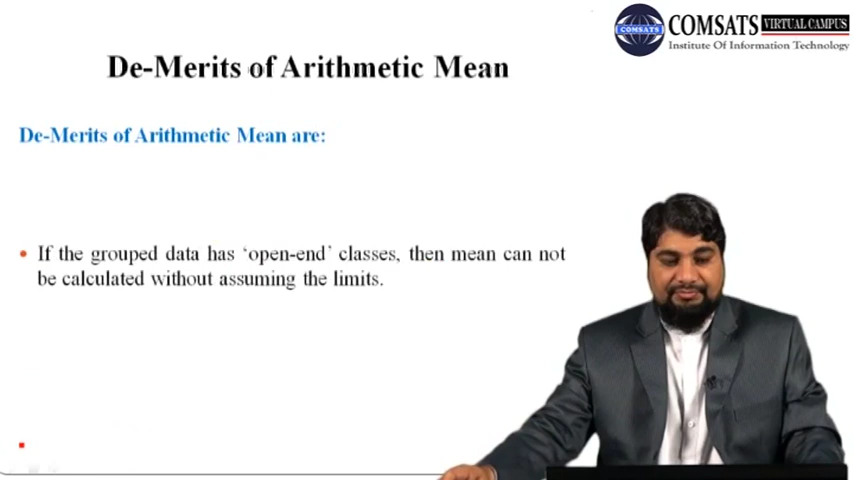 COMSATS
COMSATS VIRTUAL CAMPUS
Institute Of Information Technology
De-Merits of Arithmetic Mean
De-Merits of Arithmetic Mean are:
• If the grouped data has ‘open-end’ classes, then mean can not
be calculated without assuming the limits.